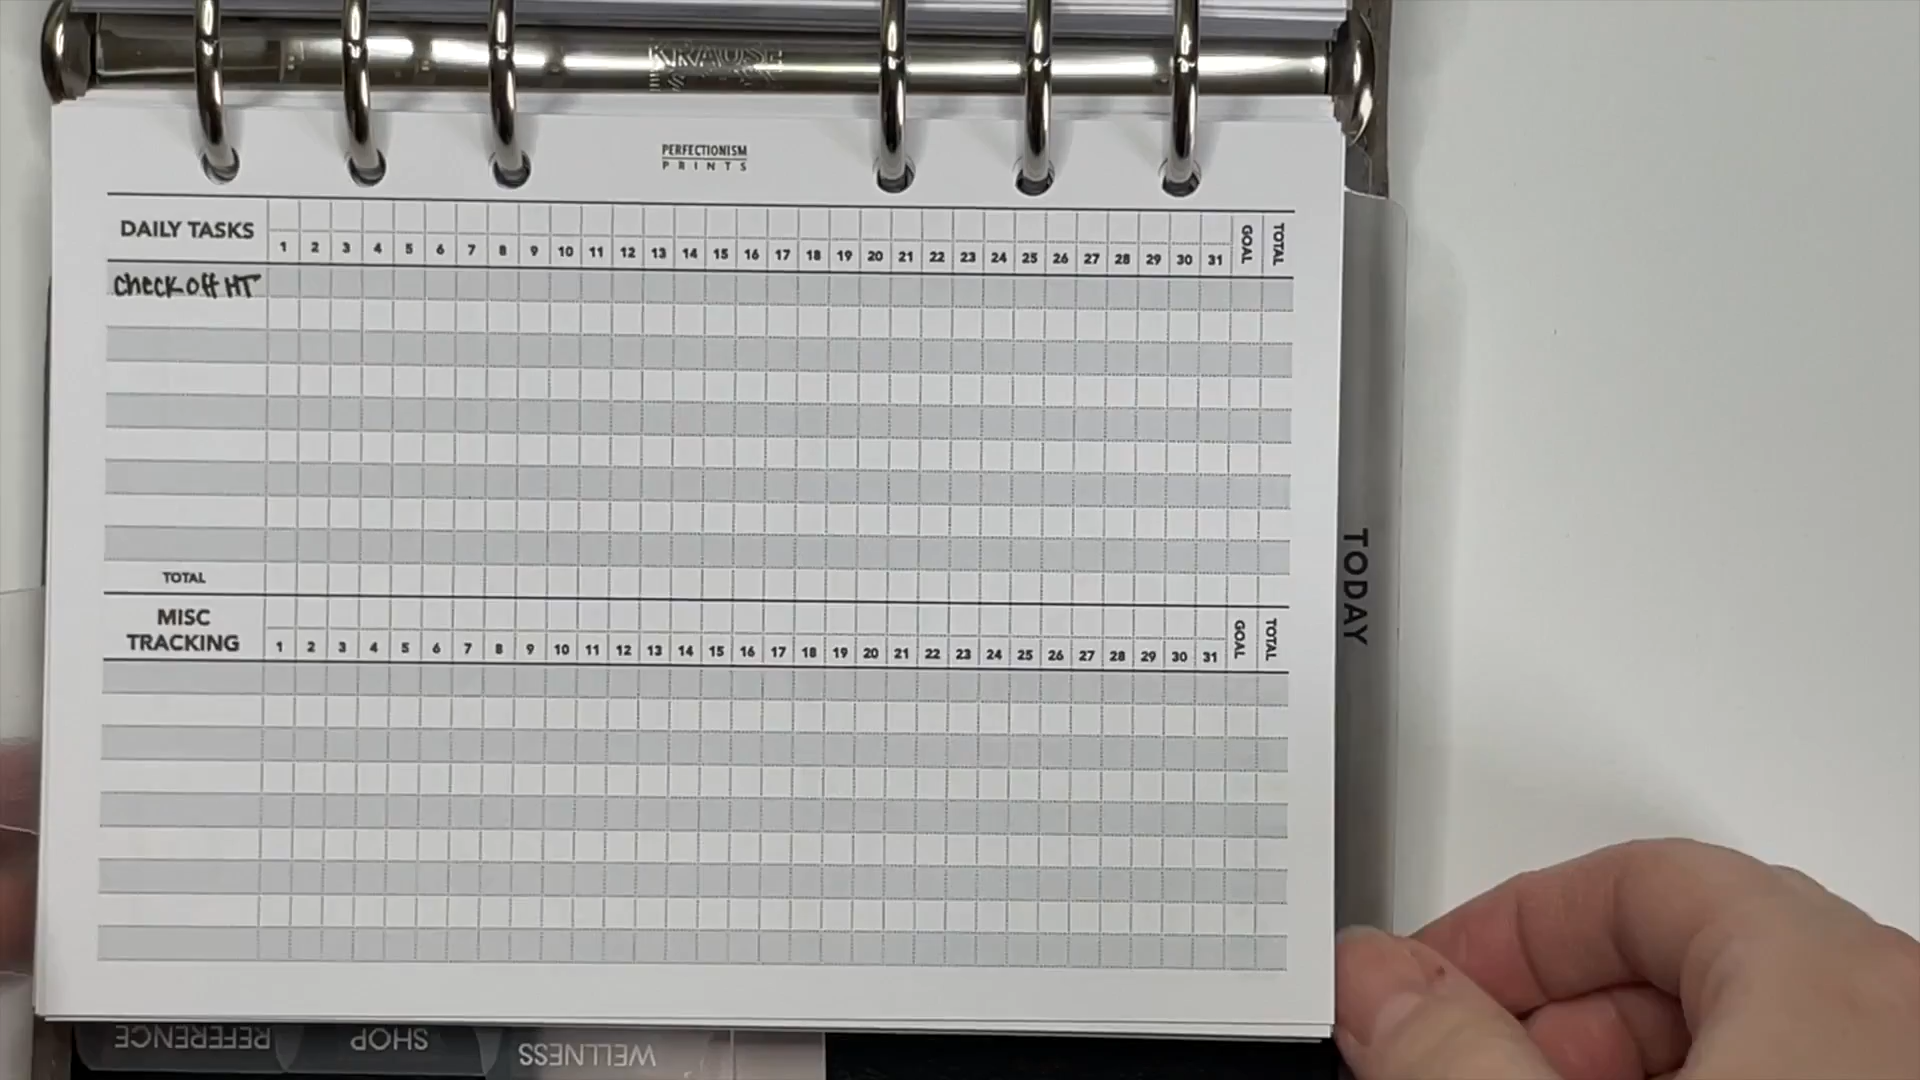 KRAUSE
PERFECTIONISM
PRINTS
DAILY TASKS
1 2 3 4 5 6 7 8 9 10 11 12 13 14 15 16 17 18 19 20 21 22 23 24 25 26 27 28 29 30 31 GOAL TOTAL
Check off HT
TOTAL
MISC
TRACKING
1 2 3 4 5 6 7 8 9 10 11 12 13 14 15 16 17 18 19 20 21 22 23 24 25 26 27 28 29 30 31 GOAL TOTAL
TODAY
REFERENCE
SHOP
WELLNESS